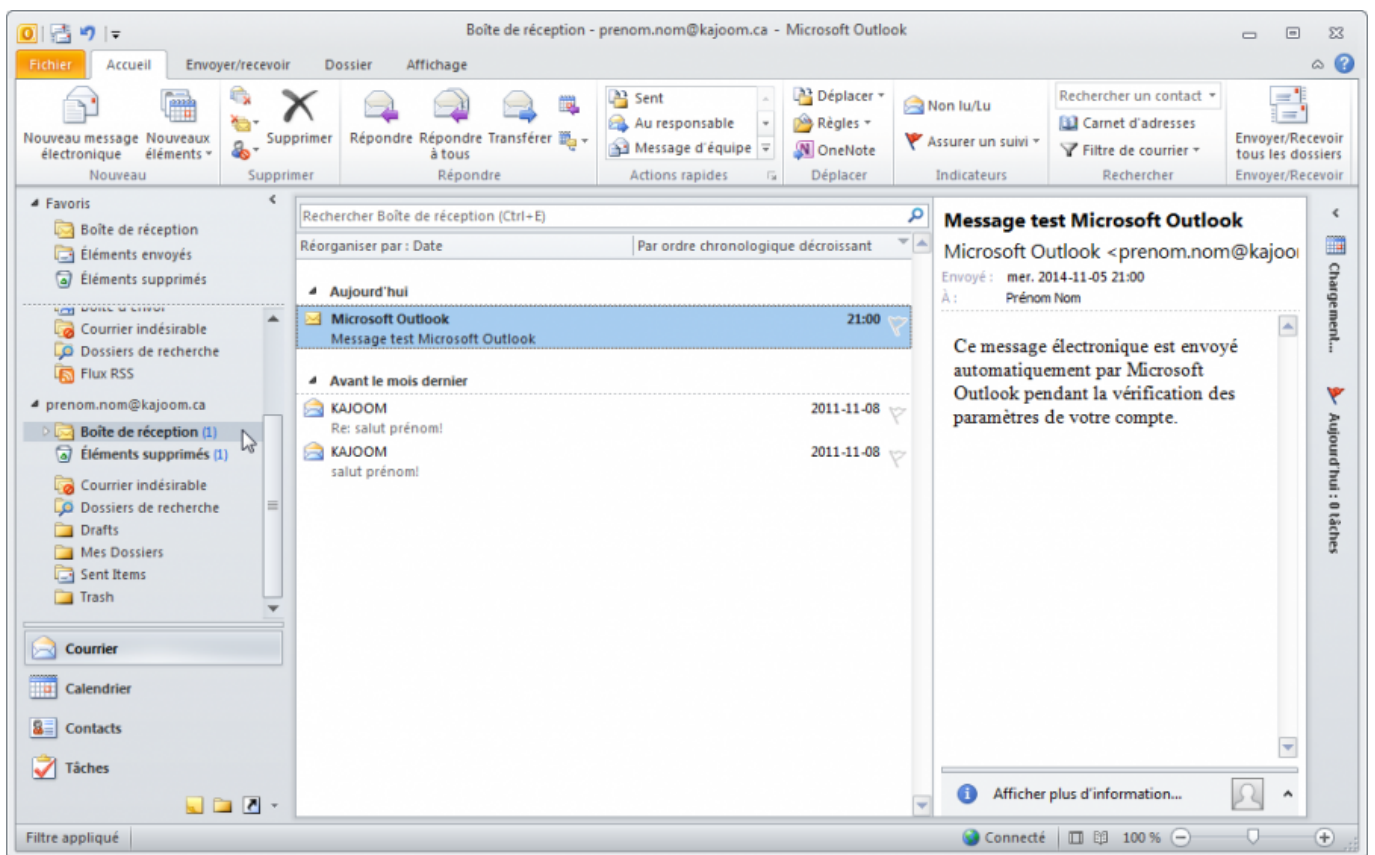 Boîte de réception - prenom.nom@kajoom.ca - Microsoft Outlook
Fichier Accueil Envoyer/recevoir Dossier Affichage
Nouveau message électronique
Nouveaux éléments
Nouveau
Supprimer
Supprimer
Répondre
Répondre à tous
Transférer
Répondre
Sent
Au responsable
Message d'équipe
Actions rapides
Déplacer
Règles
OneNote
Déplacer
Non lu/Lu
Assurer un suivi
Indicateurs
Rechercher un contact
Carnet d'adresses
Filtre de courrier
Rechercher
Envoyer/Recevoir
tous les dossiers
Envoyer/Recevoir
Favoris
Boîte de réception
Éléments envoyés
Éléments supprimés
Courrier indésirable
Dossiers de recherche
Flux RSS
prenom.nom@kajoom.ca
Boîte de réception (1)
Éléments supprimés (1)
Courrier indésirable
Dossiers de recherche
Drafts
Mes Dossiers
Sent Items
Trash
Courrier
Calendrier
Contacts
Tâches
Rechercher Boîte de réception (Ctrl+E)
Réorganiser par : Date Par ordre chronologique décroissant
Aujourd'hui
Microsoft Outlook 21:00
Message test Microsoft Outlook
Avant le mois dernier
KAJOOM 2011-11-08
Re: salut prénom!
KAJOOM 2011-11-08
salut prénom!
Message test Microsoft Outlook
Microsoft Outlook <prenom.nom@kajoo
Envoyé : mer. 2014-11-05 21:00
À : Prénom Nom
Ce message électronique est envoyé
automatiquement par Microsoft
Outlook pendant la vérification des
paramètres de votre compte.
Afficher plus d'information...
Chargement...
Aujourd'hui : 0 tâches
Filtre appliqué
Connecté 100 %